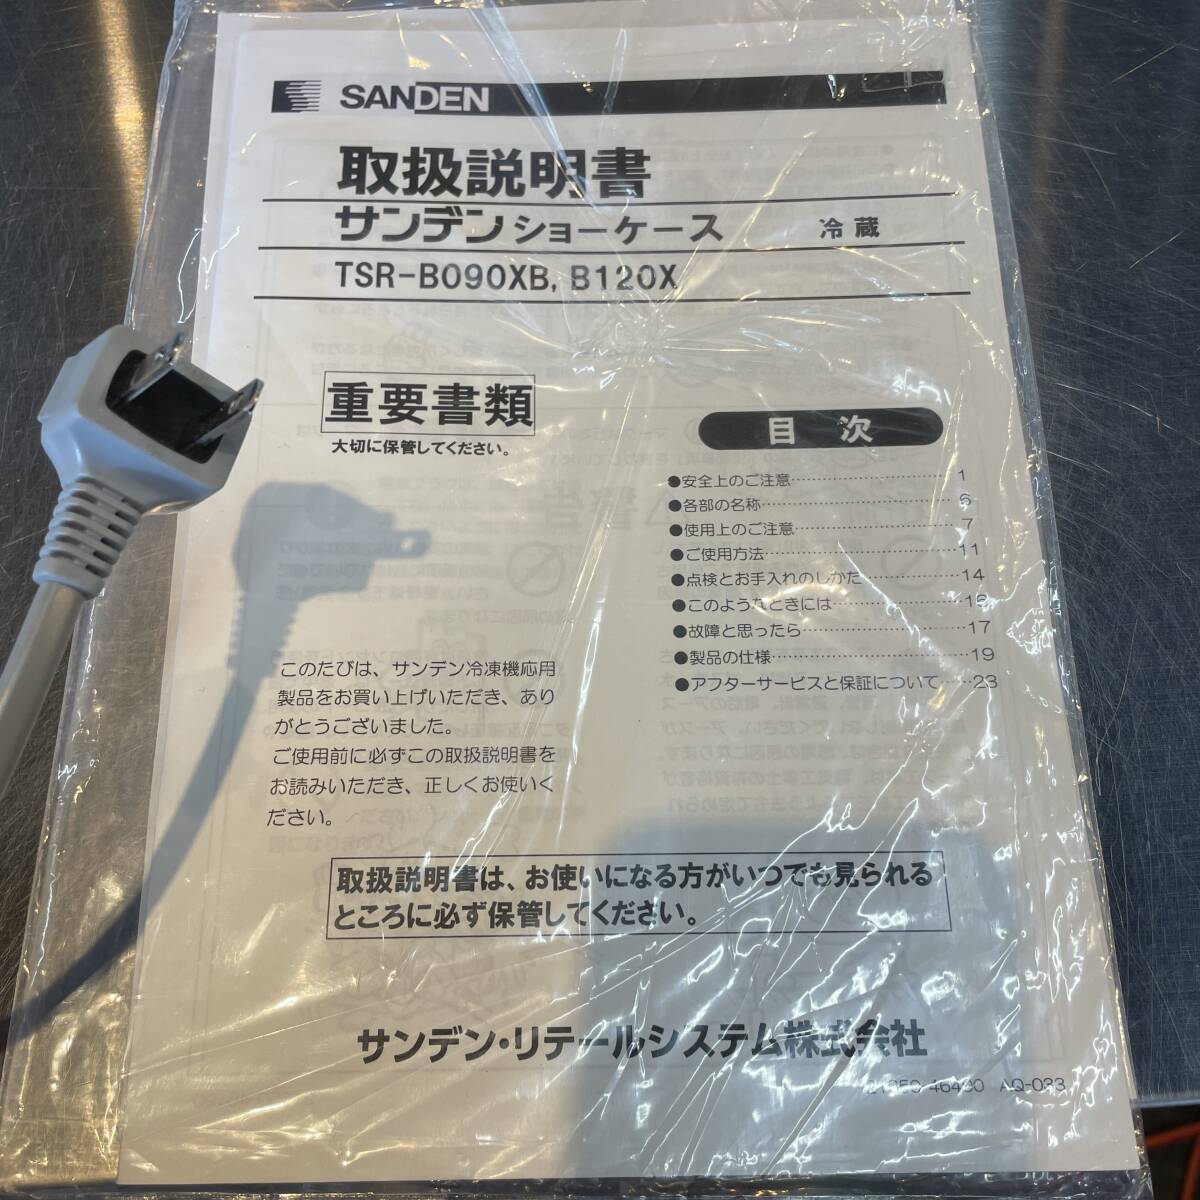 SANDEN
取扱説明書
サンデンショーケース 冷蔵
TSR-B090XB, B120X
重要書類
大切に保管してください。
目次
●安全上のご注意 1
●各部の名称 6
●使用上のご注意 7
●ご使用方法 11
●点検とお手入れのしかた 14
●このようなときには 16
●故障と思ったら 17
●製品の仕様 19
●アフターサービスと保証について 23
このたびは、サンデン冷凍機応用
製品をお買い上げいただき、あり
がとうございました。
ご使用前に必ずこの取扱説明書を
お読みいただき、正しくお使いく
ださい。
取扱説明書は、お使いになる方がいつでも見られる
ところに必ず保管してください。
サンデン・リテールシステム株式会社
AQ-033